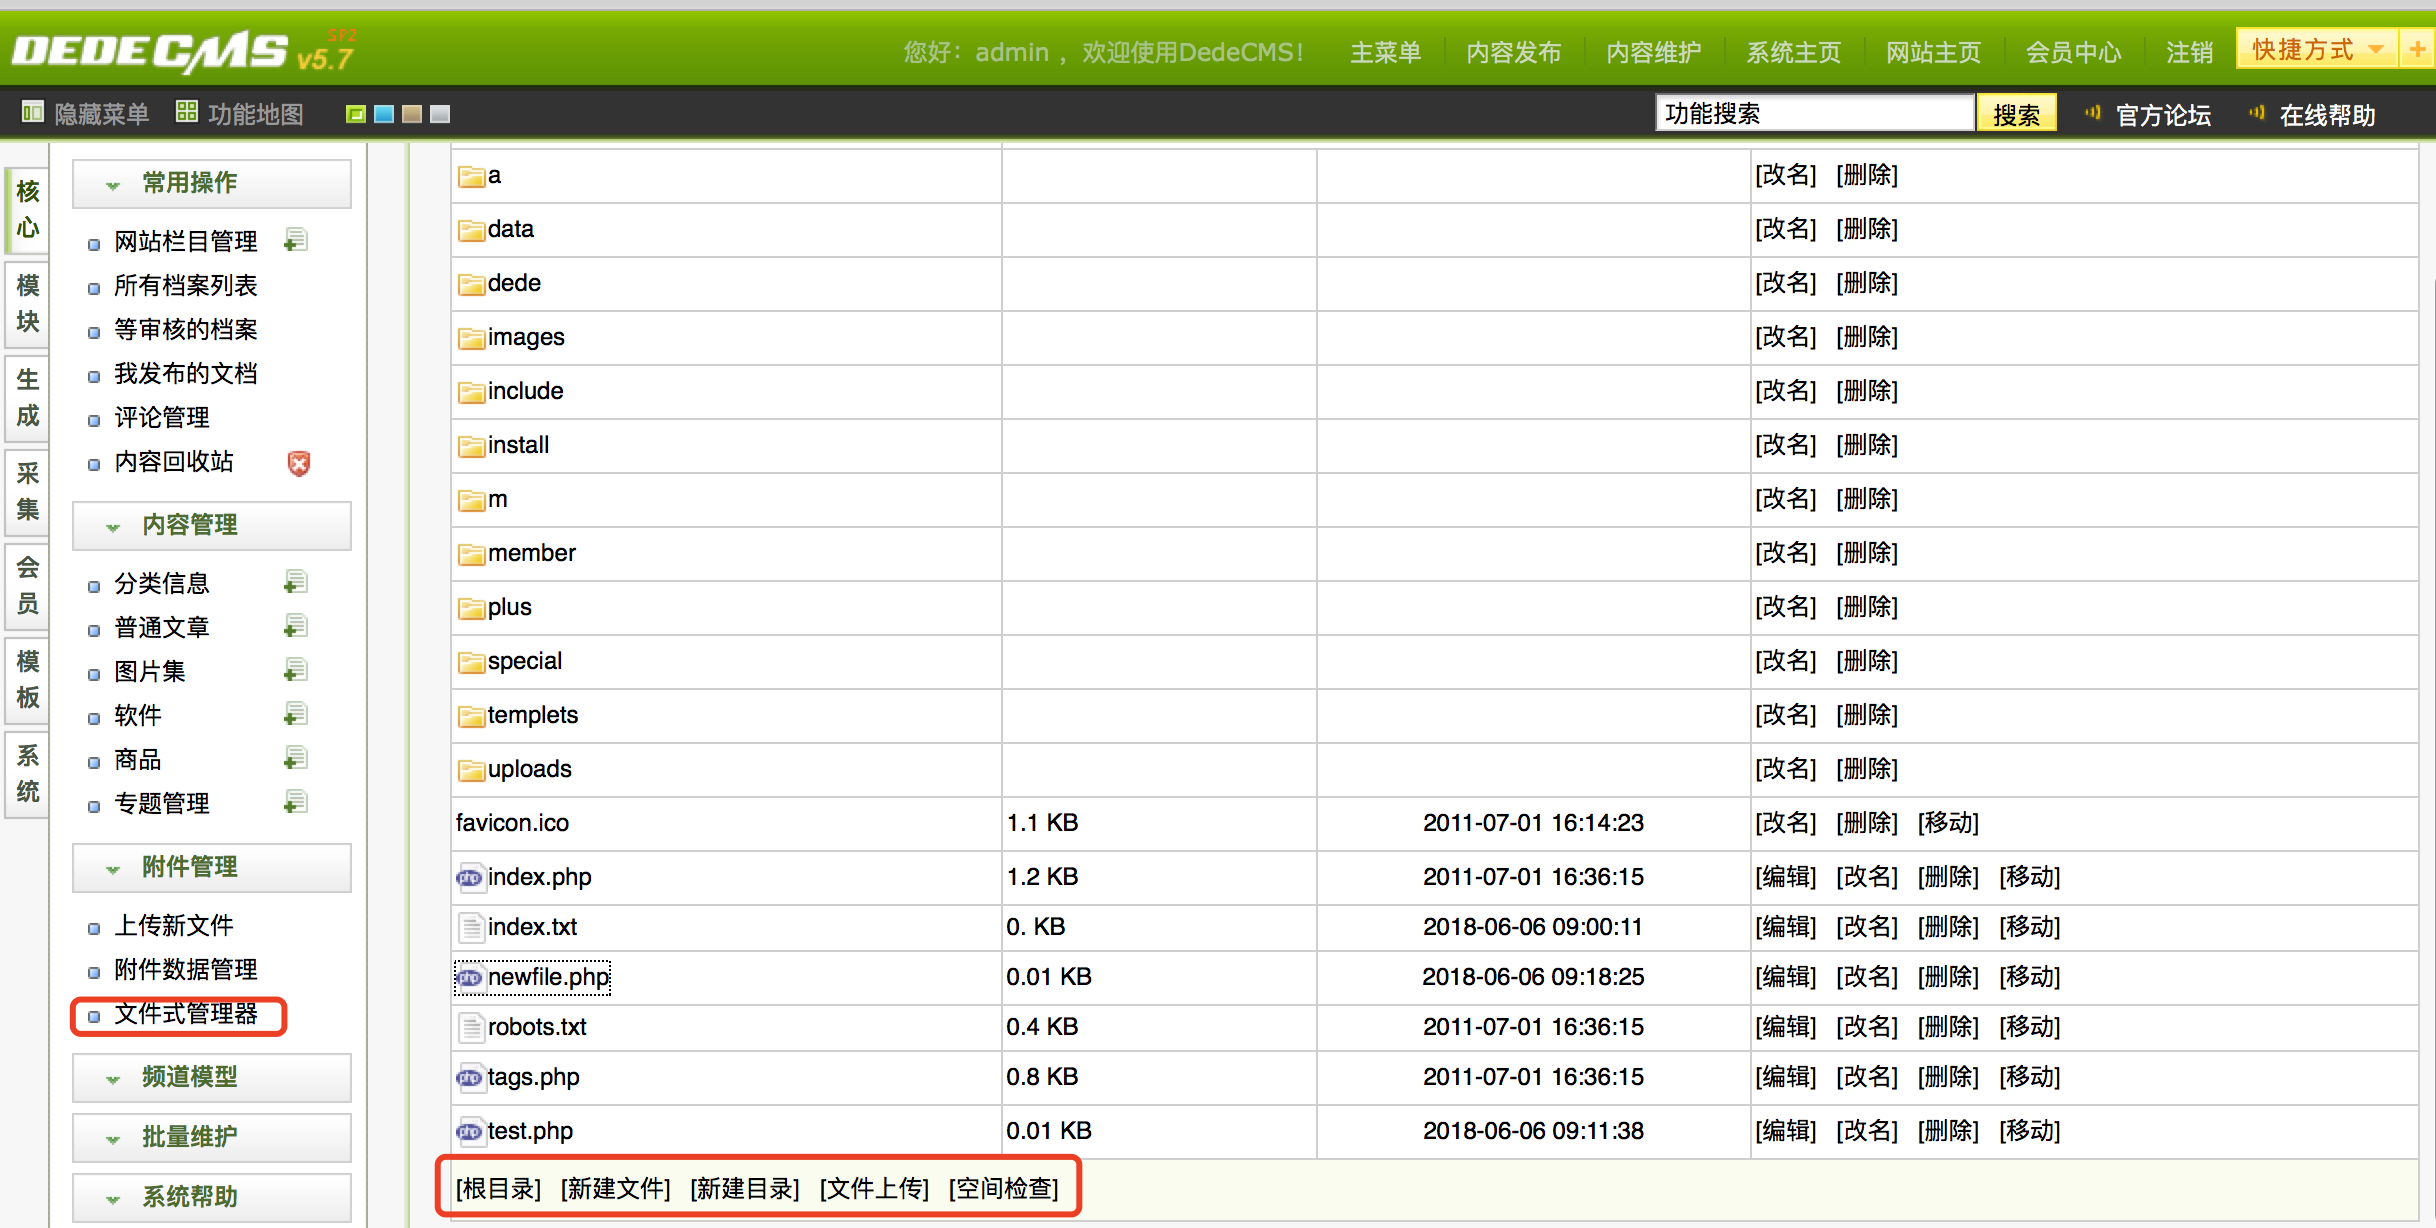 DEDECMS v5.7 SP2
您好：admin ，欢迎使用DedeCMS！ 主菜单 内容发布 内容维护 系统主页 网站主页 会员中心 注销 快捷方式 +
隐藏菜单 功能地图 功能搜索 搜索 官方论坛 在线帮助
核心
模块
生成
采集
会员
模板
系统
常用操作
网站栏目管理
所有档案列表
等审核的档案
我发布的文档
评论管理
内容回收站
内容管理
分类信息
普通文章
图片集
软件
商品
专题管理
附件管理
上传新文件
附件数据管理
文件式管理器
频道模型
批量维护
系统帮助
a [改名] [删除]
data [改名] [删除]
dede [改名] [删除]
images [改名] [删除]
include [改名] [删除]
install [改名] [删除]
m [改名] [删除]
member [改名] [删除]
plus [改名] [删除]
special [改名] [删除]
templets [改名] [删除]
uploads [改名] [删除]
favicon.ico 1.1 KB 2011-07-01 16:14:23 [改名] [删除] [移动]
php index.php 1.2 KB 2011-07-01 16:36:15 [编辑] [改名] [删除] [移动]
index.txt 0. KB 2018-06-06 09:00:11 [编辑] [改名] [删除] [移动]
php newfile.php 0.01 KB 2018-06-06 09:18:25 [编辑] [改名] [删除] [移动]
robots.txt 0.4 KB 2011-07-01 16:36:15 [编辑] [改名] [删除] [移动]
php tags.php 0.8 KB 2011-07-01 16:36:15 [编辑] [改名] [删除] [移动]
php test.php 0.01 KB 2018-06-06 09:11:38 [编辑] [改名] [删除] [移动]
[根目录] [新建文件] [新建目录] [文件上传] [空间检查]